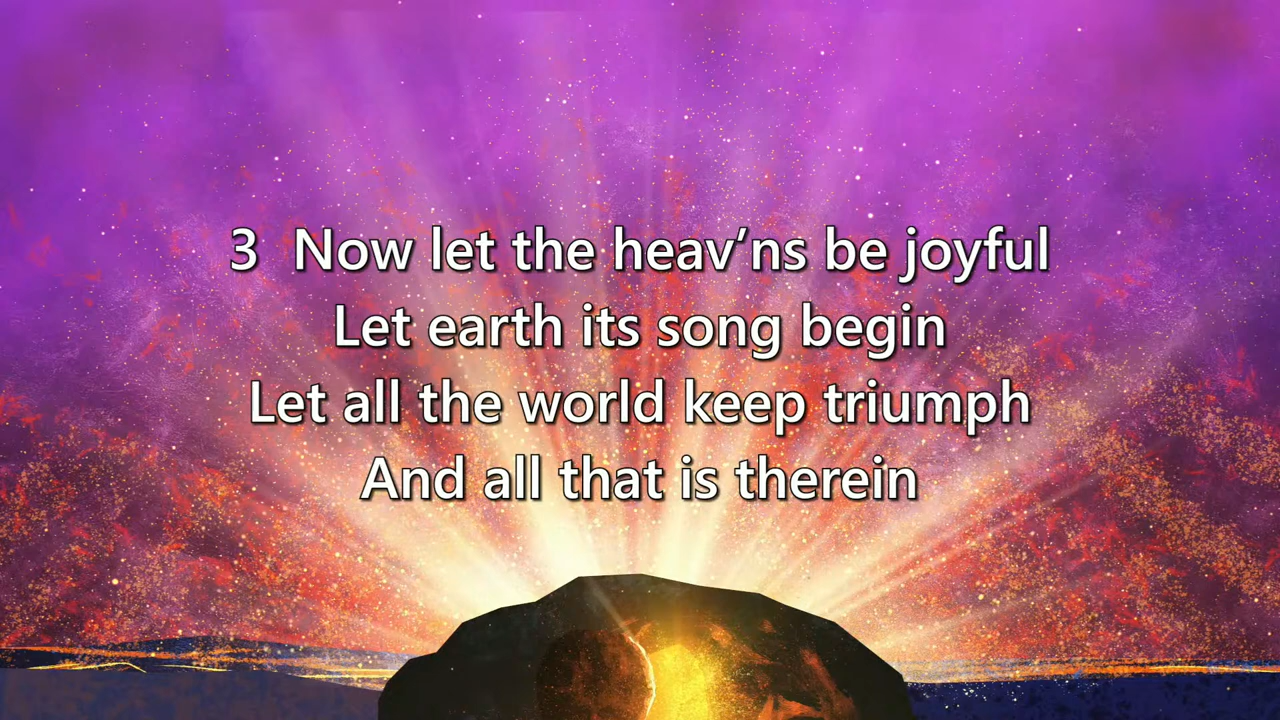 3 Now let the heav’ns be joyful
Let earth its song begin
Let all the world keep triumph
And all that is therein